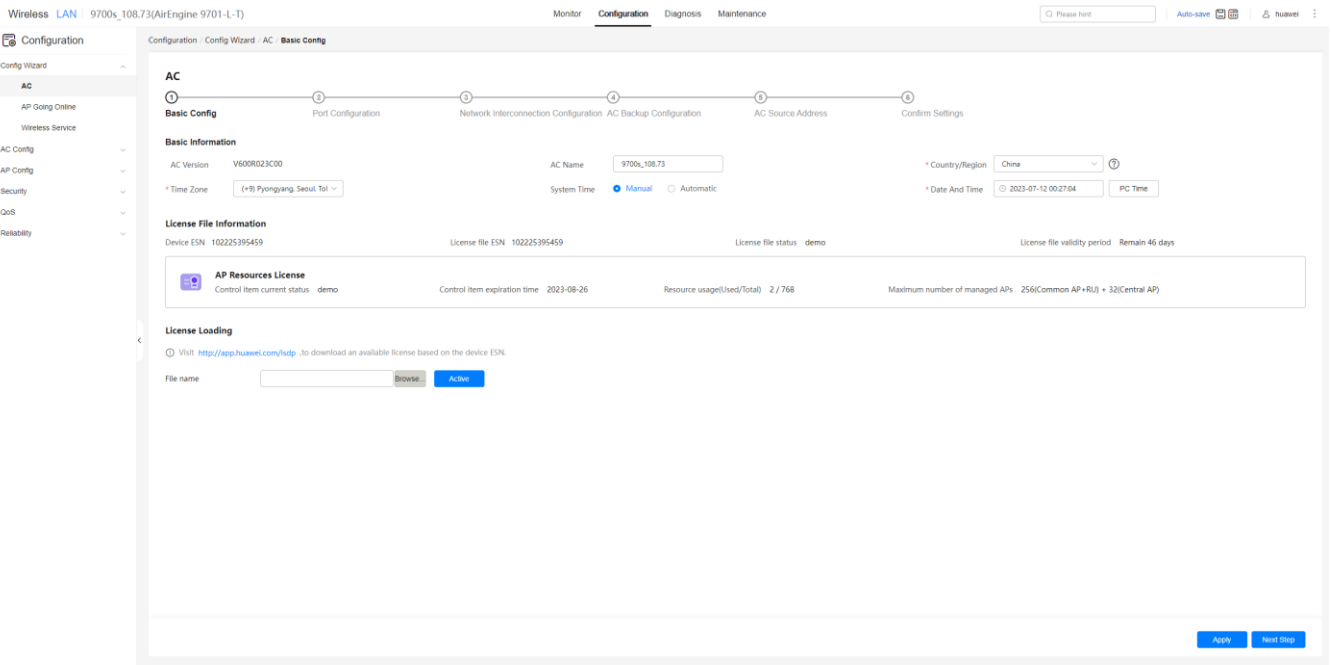 Wireless LAN 9700s_108.73(AirEngine 9701-L-T) Monitor Configuration Diagnosis Maintenance Please hint Auto-save huawei
Configuration
Configuration / Config Wizard / AC / Basic Config
Config Wizard
AC
AP Going Online
Wireless Service
AC Config
AP Config
Security
QoS
Reliability
AC
1 2 3 4 5 6
Basic Config Port Configuration Network Interconnection Configuration AC Backup Configuration AC Source Address Confirm Settings
Basic Information
AC Version V600R023C00 AC Name 9700s_108.73 * Country/Region China
* Time Zone (+9) Pyongyang, Seoul, Tol System Time Manual Automatic * Date And Time 2023-07-12 00:27:04 PC Time
License File Information
Device ESN 102225395459 License file ESN 102225395459 License file status demo License file validity period Remain 46 days
AP Resources License
Control item current status demo Control item expiration time 2023-08-26 Resource usage(Used/Total) 2 / 768 Maximum number of managed APs 256(Common AP+RU) + 32(Central AP)
License Loading
Visit http://app.huawei.com/isdp ,to download an available license based on the device ESN.
File name Browse... Active
Apply Next Step